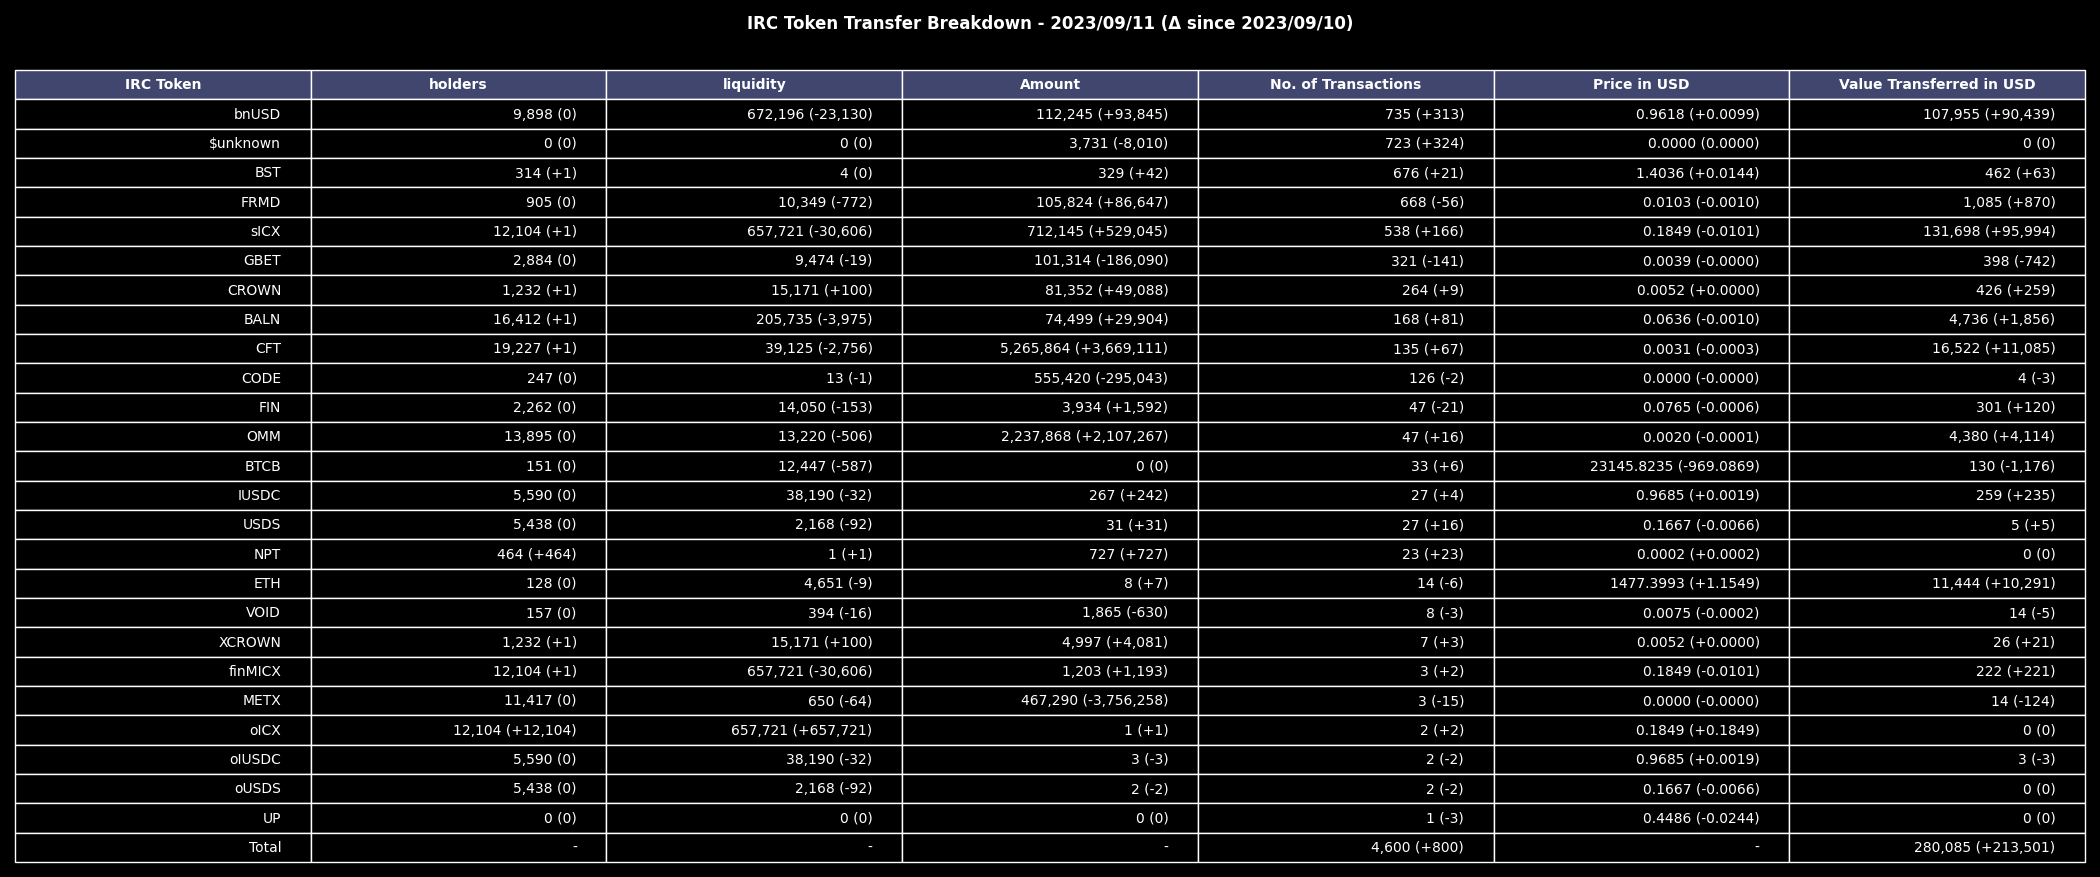 IRC Token Transfer Breakdown - 2023/09/11 (Δ since 2023/09/10)
IRC Token holders liquidity Amount No. of Transactions Price in USD Value Transferred in USD
bnUSD 9,898 (0) 672,196 (-23,130) 112,245 (+93,845) 735 (+313) 0.9618 (+0.0099) 107,955 (+90,439)
$unknown 0 (0) 0 (0) 3,731 (-8,010) 723 (+324) 0.0000 (0.0000) 0 (0)
BST 314 (+1) 4 (0) 329 (+42) 676 (+21) 1.4036 (+0.0144) 462 (+63)
FRMD 905 (0) 10,349 (-772) 105,824 (+86,647) 668 (-56) 0.0103 (-0.0010) 1,085 (+870)
sICX 12,104 (+1) 657,721 (-30,606) 712,145 (+529,045) 538 (+166) 0.1849 (-0.0101) 131,698 (+95,994)
GBET 2,884 (0) 9,474 (-19) 101,314 (-186,090) 321 (-141) 0.0039 (-0.0000) 398 (-742)
CROWN 1,232 (+1) 15,171 (+100) 81,352 (+49,088) 264 (+9) 0.0052 (+0.0000) 426 (+259)
BALN 16,412 (+1) 205,735 (-3,975) 74,499 (+29,904) 168 (+81) 0.0636 (-0.0010) 4,736 (+1,856)
CFT 19,227 (+1) 39,125 (-2,756) 5,265,864 (+3,669,111) 135 (+67) 0.0031 (-0.0003) 16,522 (+11,085)
CODE 247 (0) 13 (-1) 555,420 (-295,043) 126 (-2) 0.0000 (-0.0000) 4 (-3)
FIN 2,262 (0) 14,050 (-153) 3,934 (+1,592) 47 (-21) 0.0765 (-0.0006) 301 (+120)
OMM 13,895 (0) 13,220 (-506) 2,237,868 (+2,107,267) 47 (+16) 0.0020 (-0.0001) 4,380 (+4,114)
BTCB 151 (0) 12,447 (-587) 0 (0) 33 (+6) 23145.8235 (-969.0869) 130 (-1,176)
IUSDC 5,590 (0) 38,190 (-32) 267 (+242) 27 (+4) 0.9685 (+0.0019) 259 (+235)
USDS 5,438 (0) 2,168 (-92) 31 (+31) 27 (+16) 0.1667 (-0.0066) 5 (+5)
NPT 464 (+464) 1 (+1) 727 (+727) 23 (+23) 0.0002 (+0.0002) 0 (0)
ETH 128 (0) 4,651 (-9) 8 (+7) 14 (-6) 1477.3993 (+1.1549) 11,444 (+10,291)
VOID 157 (0) 394 (-16) 1,865 (-630) 8 (-3) 0.0075 (-0.0002) 14 (-5)
XCROWN 1,232 (+1) 15,171 (+100) 4,997 (+4,081) 7 (+3) 0.0052 (+0.0000) 26 (+21)
finMICX 12,104 (+1) 657,721 (-30,606) 1,203 (+1,193) 3 (+2) 0.1849 (-0.0101) 222 (+221)
METX 11,417 (0) 650 (-64) 467,290 (-3,756,258) 3 (-15) 0.0000 (-0.0000) 14 (-124)
oICX 12,104 (+12,104) 657,721 (+657,721) 1 (+1) 2 (+2) 0.1849 (+0.1849) 0 (0)
oIUSDC 5,590 (0) 38,190 (-32) 3 (-3) 2 (-2) 0.9685 (+0.0019) 3 (-3)
oUSDS 5,438 (0) 2,168 (-92) 2 (-2) 2 (-2) 0.1667 (-0.0066) 0 (0)
UP 0 (0) 0 (0) 0 (0) 1 (-3) 0.4486 (-0.0244) 0 (0)
Total - - - 4,600 (+800) - 280,085 (+213,501)